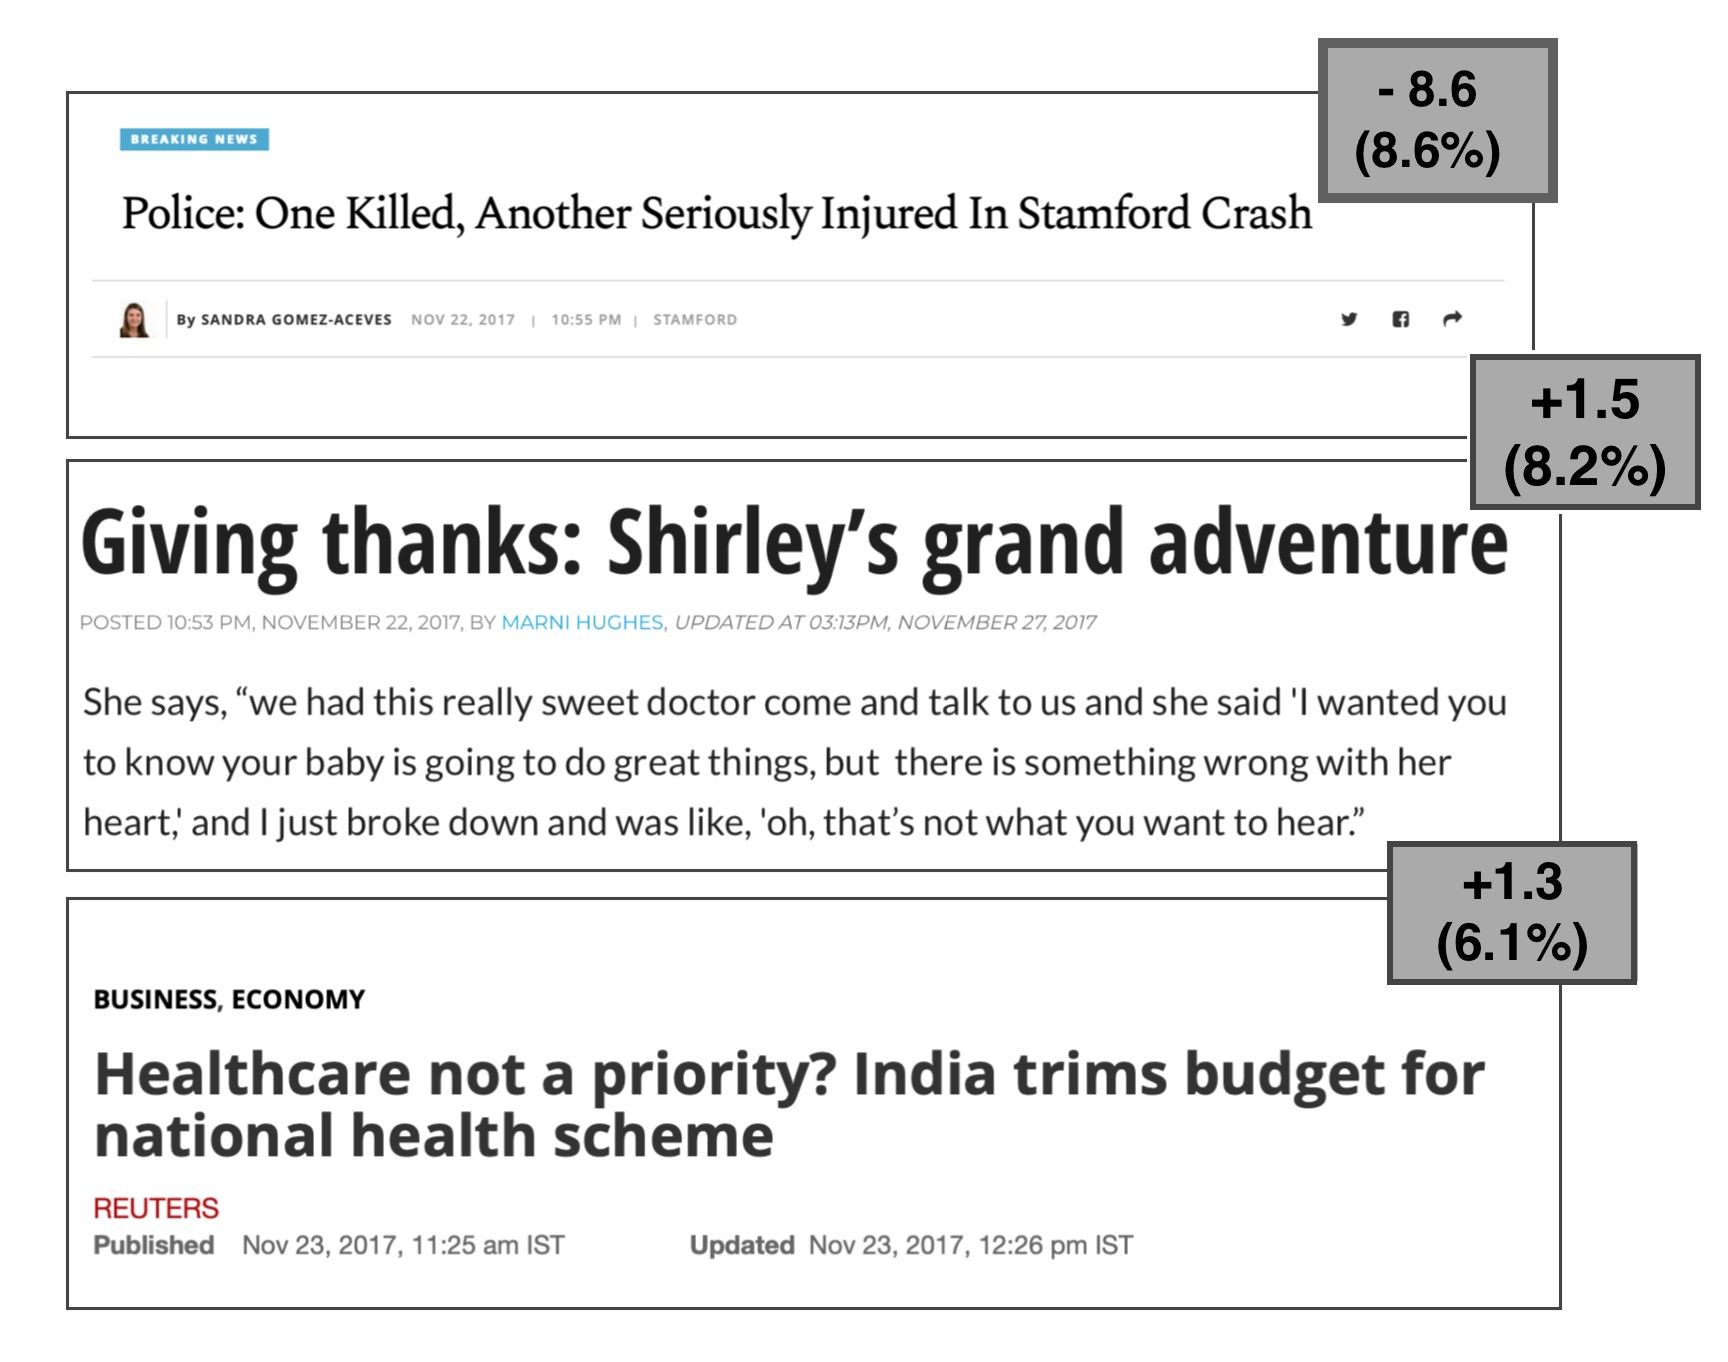 - 8.6
(8.6%)
BREAKING NEWS
Police: One Killed, Another Seriously Injured In Stamford Crash
By SANDRA GOMEZ-ACEVES NOV 22, 2017 | 10:55 PM | STAMFORD
+1.5
(8.2%)
Giving thanks: Shirley’s grand adventure
POSTED 10:53 PM, NOVEMBER 22, 2017, BY MARNI HUGHES, UPDATED AT 03:13PM, NOVEMBER 27, 2017
She says, “we had this really sweet doctor come and talk to us and she said 'I wanted you
to know your baby is going to do great things, but there is something wrong with her
heart,' and I just broke down and was like, 'oh, that’s not what you want to hear.”
+1.3
(6.1%)
BUSINESS, ECONOMY
Healthcare not a priority? India trims budget for
national health scheme
REUTERS
Published Nov 23, 2017, 11:25 am IST Updated Nov 23, 2017, 12:26 pm IST